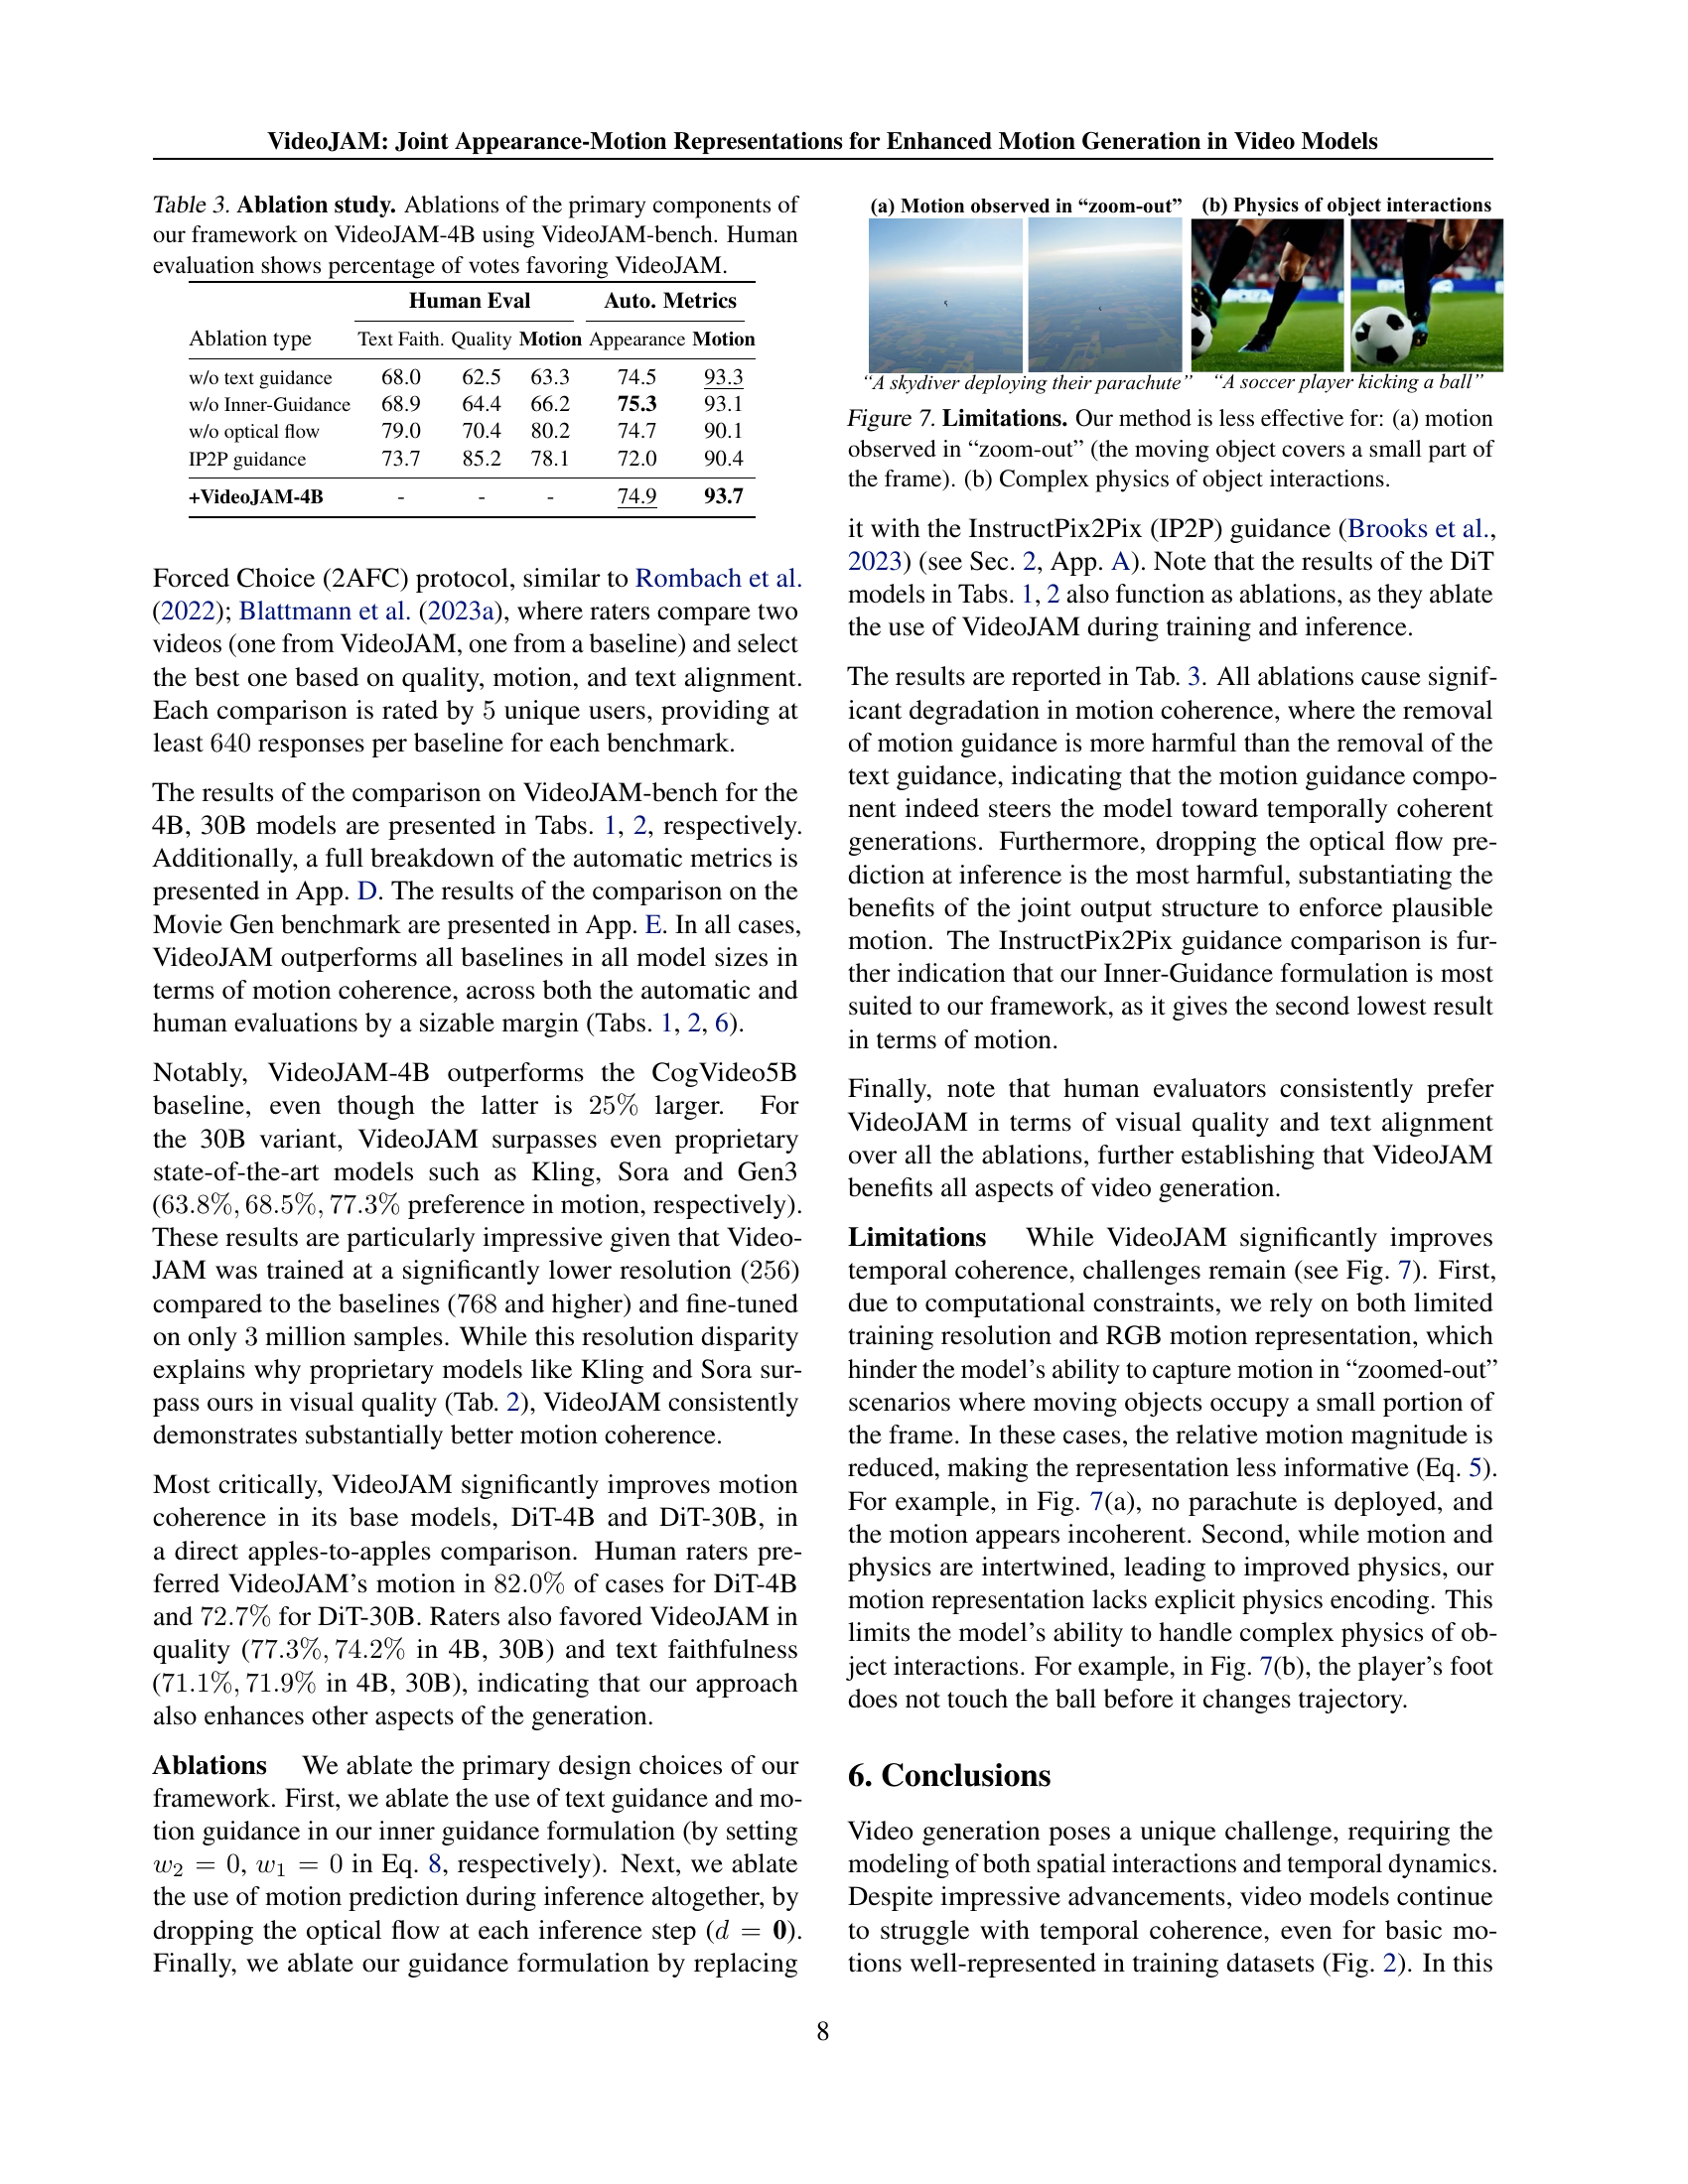 VideoJAM: Joint Appearance-Motion Representations for Enhanced Motion Generation in Video Models
Table 3. Ablation study. Ablations of the primary components of
our framework on VideoJAM-4B using VideoJAM-bench. Human
evaluation shows percentage of votes favoring VideoJAM.
Human Eval Auto. Metrics
Ablation type Text Faith. Quality Motion Appearance Motion
w/o text guidance 68.0 62.5 63.3 74.5 93.3
w/o Inner-Guidance 68.9 64.4 66.2 75.3 93.1
w/o optical flow 79.0 70.4 80.2 74.7 90.1
IP2P guidance 73.7 85.2 78.1 72.0 90.4
+VideoJAM-4B - - - 74.9 93.7
Forced Choice (2AFC) protocol, similar to Rombach et al.
(2022); Blattmann et al. (2023a), where raters compare two
videos (one from VideoJAM, one from a baseline) and select
the best one based on quality, motion, and text alignment.
Each comparison is rated by 5 unique users, providing at
least 640 responses per baseline for each benchmark.
The results of the comparison on VideoJAM-bench for the
4B, 30B models are presented in Tabs. 1, 2, respectively.
Additionally, a full breakdown of the automatic metrics is
presented in App. D. The results of the comparison on the
Movie Gen benchmark are presented in App. E. In all cases,
VideoJAM outperforms all baselines in all model sizes in
terms of motion coherence, across both the automatic and
human evaluations by a sizable margin (Tabs. 1, 2, 6).
Notably, VideoJAM-4B outperforms the CogVideo5B
baseline, even though the latter is 25% larger. For
the 30B variant, VideoJAM surpasses even proprietary
state-of-the-art models such as Kling, Sora and Gen3
(63.8%, 68.5%, 77.3% preference in motion, respectively).
These results are particularly impressive given that Video-
JAM was trained at a significantly lower resolution (256)
compared to the baselines (768 and higher) and fine-tuned
on only 3 million samples. While this resolution disparity
explains why proprietary models like Kling and Sora sur-
pass ours in visual quality (Tab. 2), VideoJAM consistently
demonstrates substantially better motion coherence.
Most critically, VideoJAM significantly improves motion
coherence in its base models, DiT-4B and DiT-30B, in
a direct apples-to-apples comparison. Human raters pre-
ferred VideoJAM's motion in 82.0% of cases for DiT-4B
and 72.7% for DiT-30B. Raters also favored VideoJAM in
quality (77.3%, 74.2% in 4B, 30B) and text faithfulness
(71.1%, 71.9% in 4B, 30B), indicating that our approach
also enhances other aspects of the generation.
Ablations We ablate the primary design choices of our
framework. First, we ablate the use of text guidance and mo-
tion guidance in our inner guidance formulation (by setting
w₂ = 0, w₁ = 0 in Eq. 8, respectively). Next, we ablate
the use of motion prediction during inference altogether, by
dropping the optical flow at each inference step (d = 0).
Finally, we ablate our guidance formulation by replacing
(a) Motion observed in “zoom-out” (b) Physics of object interactions
“A skydiver deploying their parachute” “A soccer player kicking a ball”
Figure 7. Limitations. Our method is less effective for: (a) motion
observed in “zoom-out” (the moving object covers a small part of
the frame). (b) Complex physics of object interactions.
it with the InstructPix2Pix (IP2P) guidance (Brooks et al.,
2023) (see Sec. 2, App. A). Note that the results of the DiT
models in Tabs. 1, 2 also function as ablations, as they ablate
the use of VideoJAM during training and inference.
The results are reported in Tab. 3. All ablations cause signif-
icant degradation in motion coherence, where the removal
of motion guidance is more harmful than the removal of the
text guidance, indicating that the motion guidance compo-
nent indeed steers the model toward temporally coherent
generations. Furthermore, dropping the optical flow pre-
diction at inference is the most harmful, substantiating the
benefits of the joint output structure to enforce plausible
motion. The InstructPix2Pix guidance comparison is fur-
ther indication that our Inner-Guidance formulation is most
suited to our framework, as it gives the second lowest result
in terms of motion.
Finally, note that human evaluators consistently prefer
VideoJAM in terms of visual quality and text alignment
over all the ablations, further establishing that VideoJAM
benefits all aspects of video generation.
Limitations While VideoJAM significantly improves
temporal coherence, challenges remain (see Fig. 7). First,
due to computational constraints, we rely on both limited
training resolution and RGB motion representation, which
hinder the model's ability to capture motion in “zoomed-out”
scenarios where moving objects occupy a small portion of
the frame. In these cases, the relative motion magnitude is
reduced, making the representation less informative (Eq. 5).
For example, in Fig. 7(a), no parachute is deployed, and
the motion appears incoherent. Second, while motion and
physics are intertwined, leading to improved physics, our
motion representation lacks explicit physics encoding. This
limits the model's ability to handle complex physics of ob-
ject interactions. For example, in Fig. 7(b), the player's foot
does not touch the ball before it changes trajectory.
6. Conclusions
Video generation poses a unique challenge, requiring the
modeling of both spatial interactions and temporal dynamics.
Despite impressive advancements, video models continue
to struggle with temporal coherence, even for basic mo-
tions well-represented in training datasets (Fig. 2). In this
8